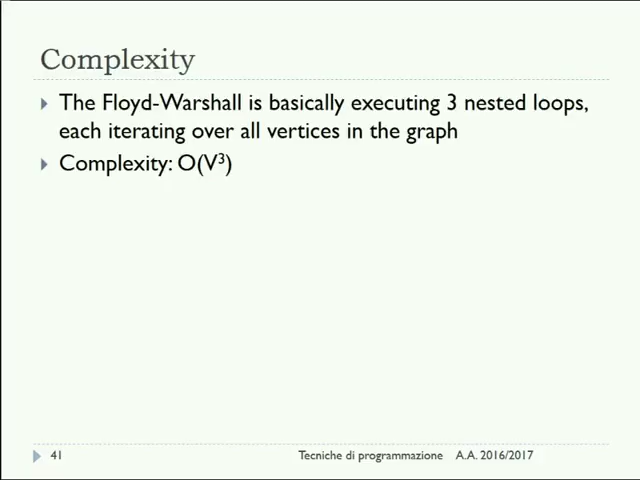 Complexity
The Floyd-Warshall is basically executing 3 nested loops,
each iterating over all vertices in the graph
Complexity: O(V³)
41
Tecniche di programmazione A.A. 2016/2017